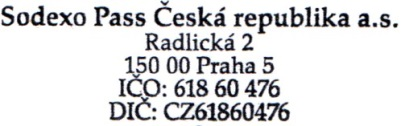 Sodexo Pass Česká republika a.s.
Radlická 2
150 00 Praha 5
IČO: 618 60 476
DIČ: CZ61860476